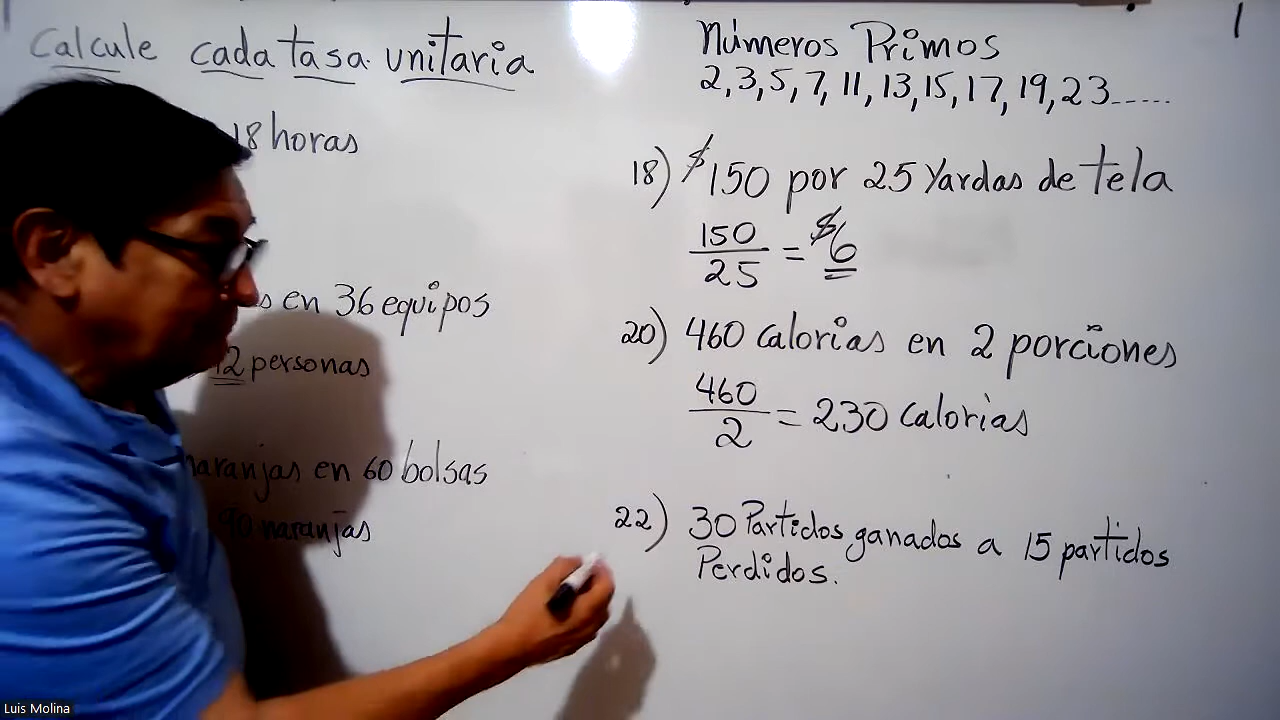 Calcule cada tasa unitaria
18 horas
en 36 equipos
12 personas
naranjas en 60 bolsas
90 naranjas
Números Primos
2, 3, 5, 7, 11, 13, 15, 17, 19, 23.....
18) $150 por 25 Yardas de tela
150
25
= $6
20) 460 calorias en 2 porciones
460
2
= 230 calorias
22) 30 Partidos ganados a 15 partidos
Perdidos.
Luis Molina